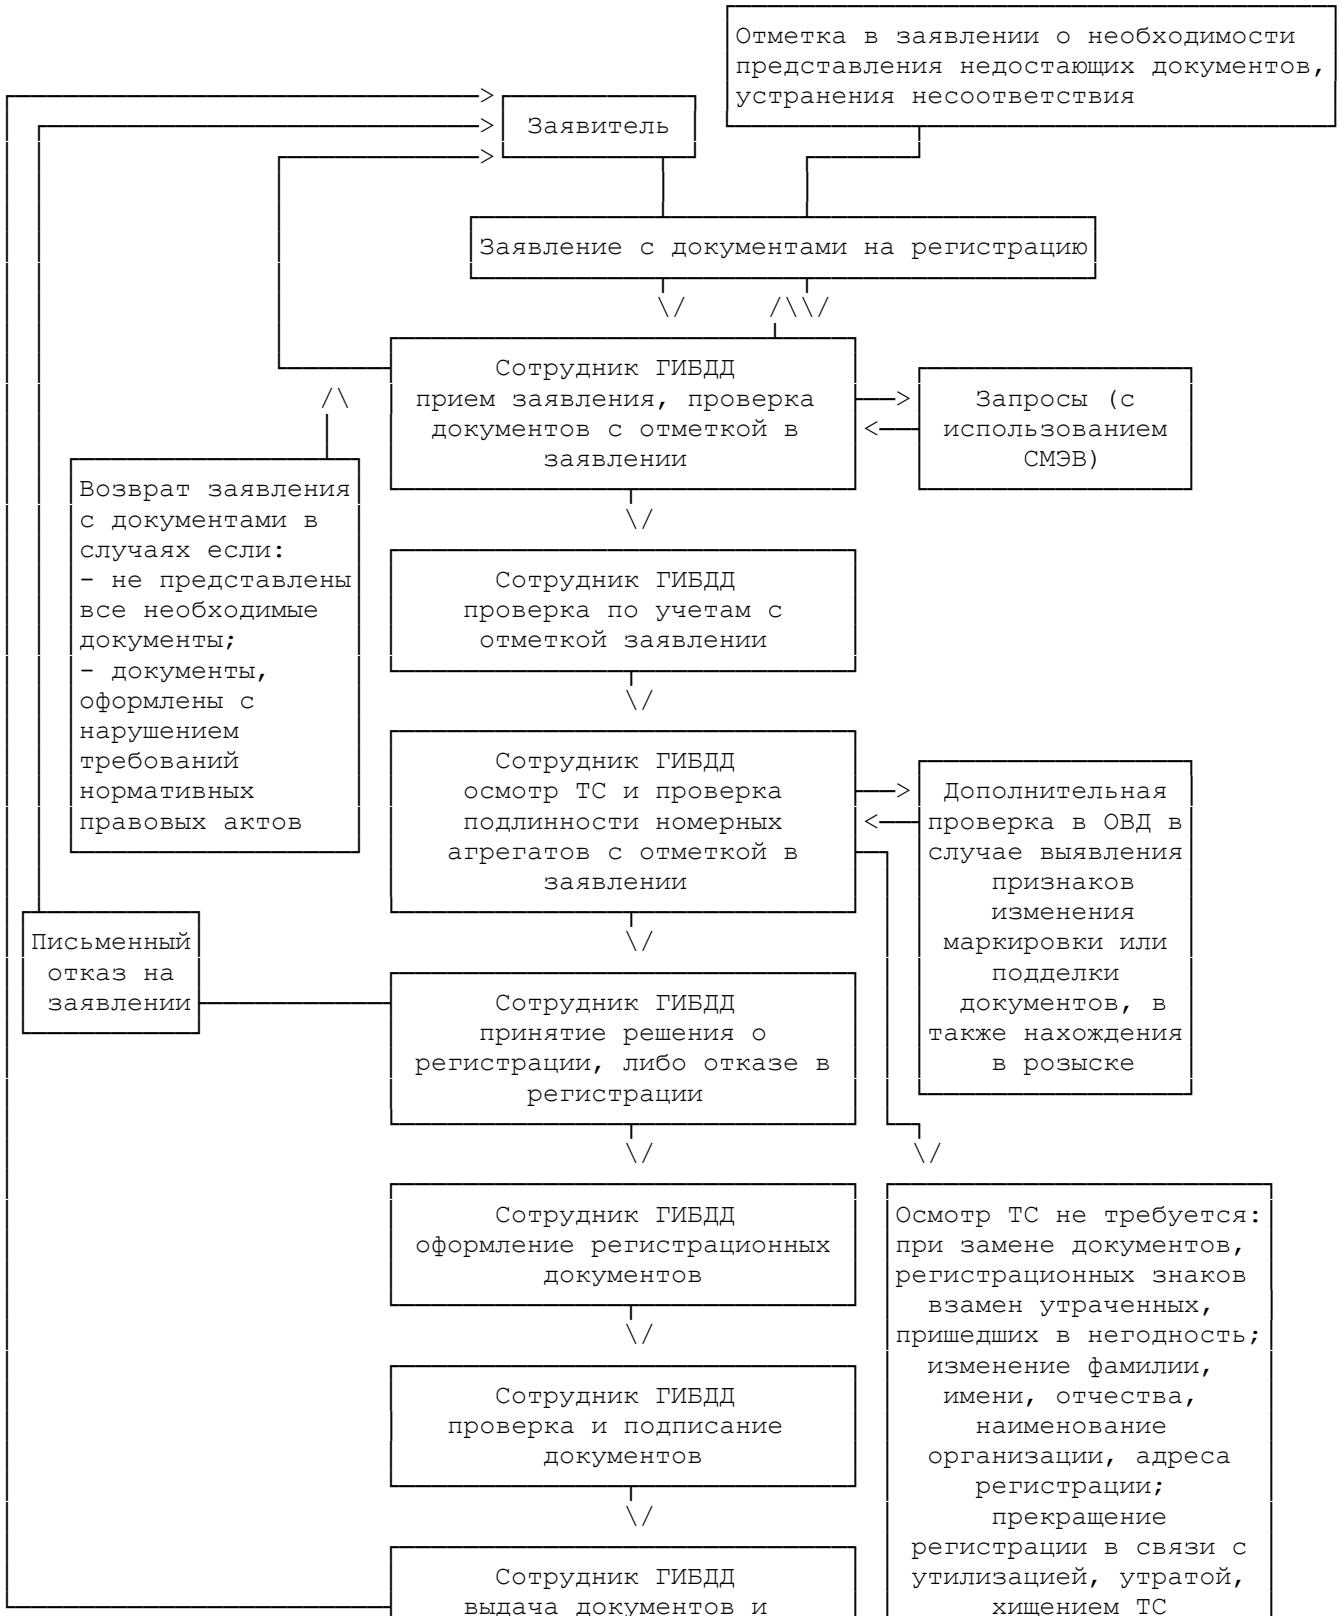 Отметка в заявлении о необходимости
представления недостающих документов,
устранения несоответствия
Заявитель
Заявление с документами на регистрацию
Сотрудник ГИБДД
прием заявления, проверка
документов с отметкой в
заявлении
Запросы (с
использованием
СМЭВ)
Возврат заявления
с документами в
случаях если:
- не представлены
все необходимые
документы;
- документы,
оформлены с
нарушением
требований
нормативных
правовых актов
Сотрудник ГИБДД
проверка по учетам с
отметкой заявлении
Сотрудник ГИБДД
осмотр ТС и проверка
подлинности номерных
агрегатов с отметкой в
заявлении
Дополнительная
проверка в ОВД в
случае выявления
признаков
изменения
маркировки или
подделки
документов, в
также нахождения
в розыске
Письменный
отказ на
заявлении
Сотрудник ГИБДД
принятие решения о
регистрации, либо отказе в
регистрации
Сотрудник ГИБДД
оформление регистрационных
документов
Осмотр ТС не требуется:
при замене документов,
регистрационных знаков
взамен утраченных,
пришедших в негодность;
изменение фамилии,
имени, отчества,
наименование
организации, адреса
регистрации;
прекращение
регистрации в связи с
утилизацией, утратой,
хищением ТС
Сотрудник ГИБДД
проверка и подписание
документов
Сотрудник ГИБДД
выдача документов и